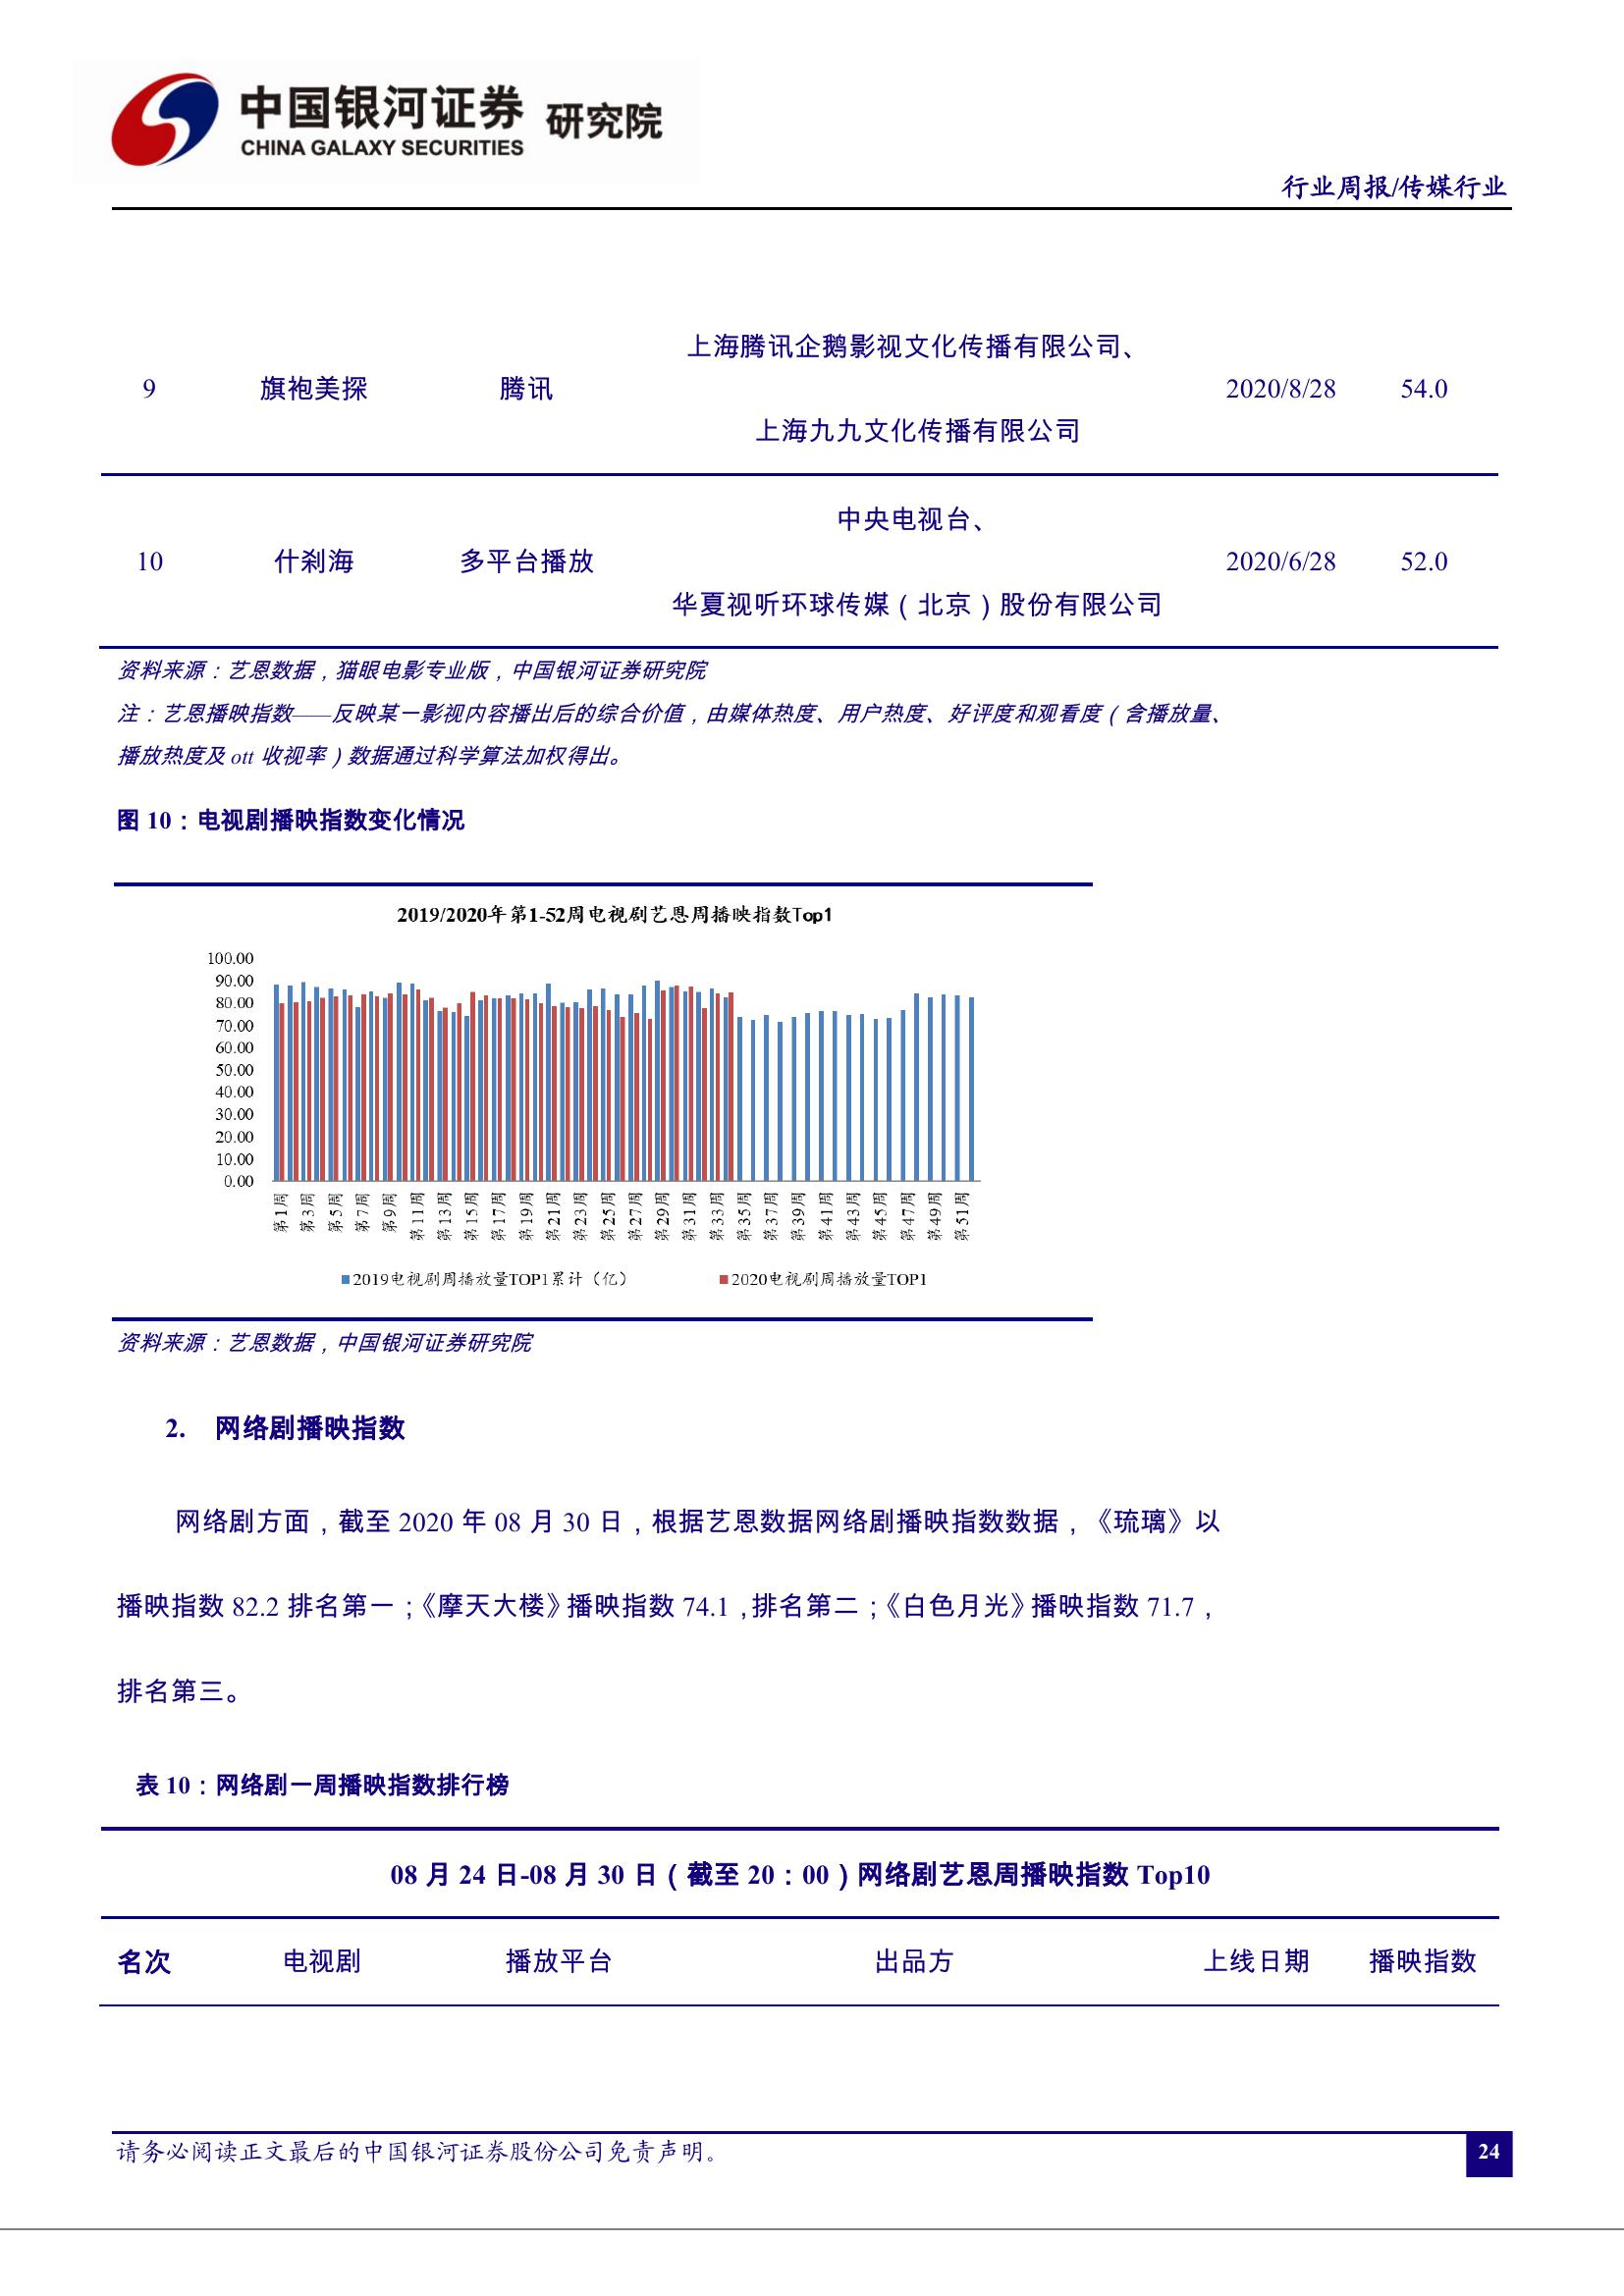 中国银河证券 研究院
CHINA GALAXY SECURITIES
行业周报/传媒行业
上海腾讯企鹅影视文化传播有限公司、
9 旗袍美探 腾讯 2020/8/28 54.0
上海九九文化传播有限公司
中央电视台、
10 什刹海 多平台播放 2020/6/28 52.0
华夏视听环球传媒（北京）股份有限公司
资料来源：艺恩数据，猫眼电影专业版，中国银河证券研究院
注：艺恩播映指数——反映某一影视内容播出后的综合价值，由媒体热度、用户热度、好评度和观看度（含播放量、
播放热度及 ott 收视率）数据通过科学算法加权得出。
图 10：电视剧播映指数变化情况
2019/2020年第1-52周电视剧艺恩周播映指数Top1
100.00
90.00
80.00
70.00
60.00
50.00
40.00
30.00
20.00
10.00
0.00
第1周 第3周 第5周 第7周 第9周 第11周 第13周 第15周 第17周 第19周 第21周 第23周 第25周 第27周 第29周 第31周 第33周 第35周 第37周 第39周 第41周 第43周 第45周 第47周 第49周 第51周
2019电视剧周播放量TOP1累计（亿） 2020电视剧周播放量TOP1
资料来源：艺恩数据，中国银河证券研究院
2. 网络剧播映指数
网络剧方面，截至 2020 年 08 月 30 日，根据艺恩数据网络剧播映指数数据，《琉璃》以
播映指数 82.2 排名第一；《摩天大楼》播映指数 74.1，排名第二；《白色月光》播映指数 71.7，
排名第三。
表 10：网络剧一周播映指数排行榜
08 月 24 日-08 月 30 日（截至 20：00）网络剧艺恩周播映指数 Top10
名次 电视剧 播放平台 出品方 上线日期 播映指数
请务必阅读正文最后的中国银河证券股份公司免责声明。
24